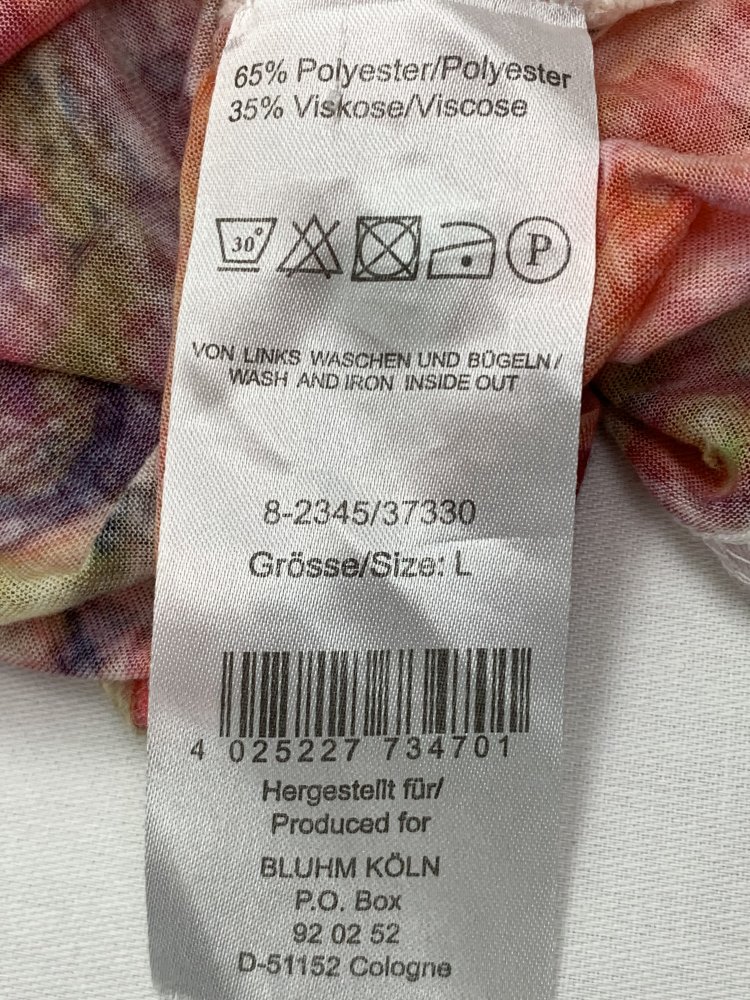 65% Polyester/Polyester
35% Viskose/Viscose
30° P
VON LINKS WASCHEN UND BÜGELN/
WASH AND IRON INSIDE OUT
8-2345/37330
Grösse/Size: L
4 025227 734701
Hergestellt für/
Produced for
BLUHM KÖLN
P.O. Box
92 02 52
D-51152 Cologne